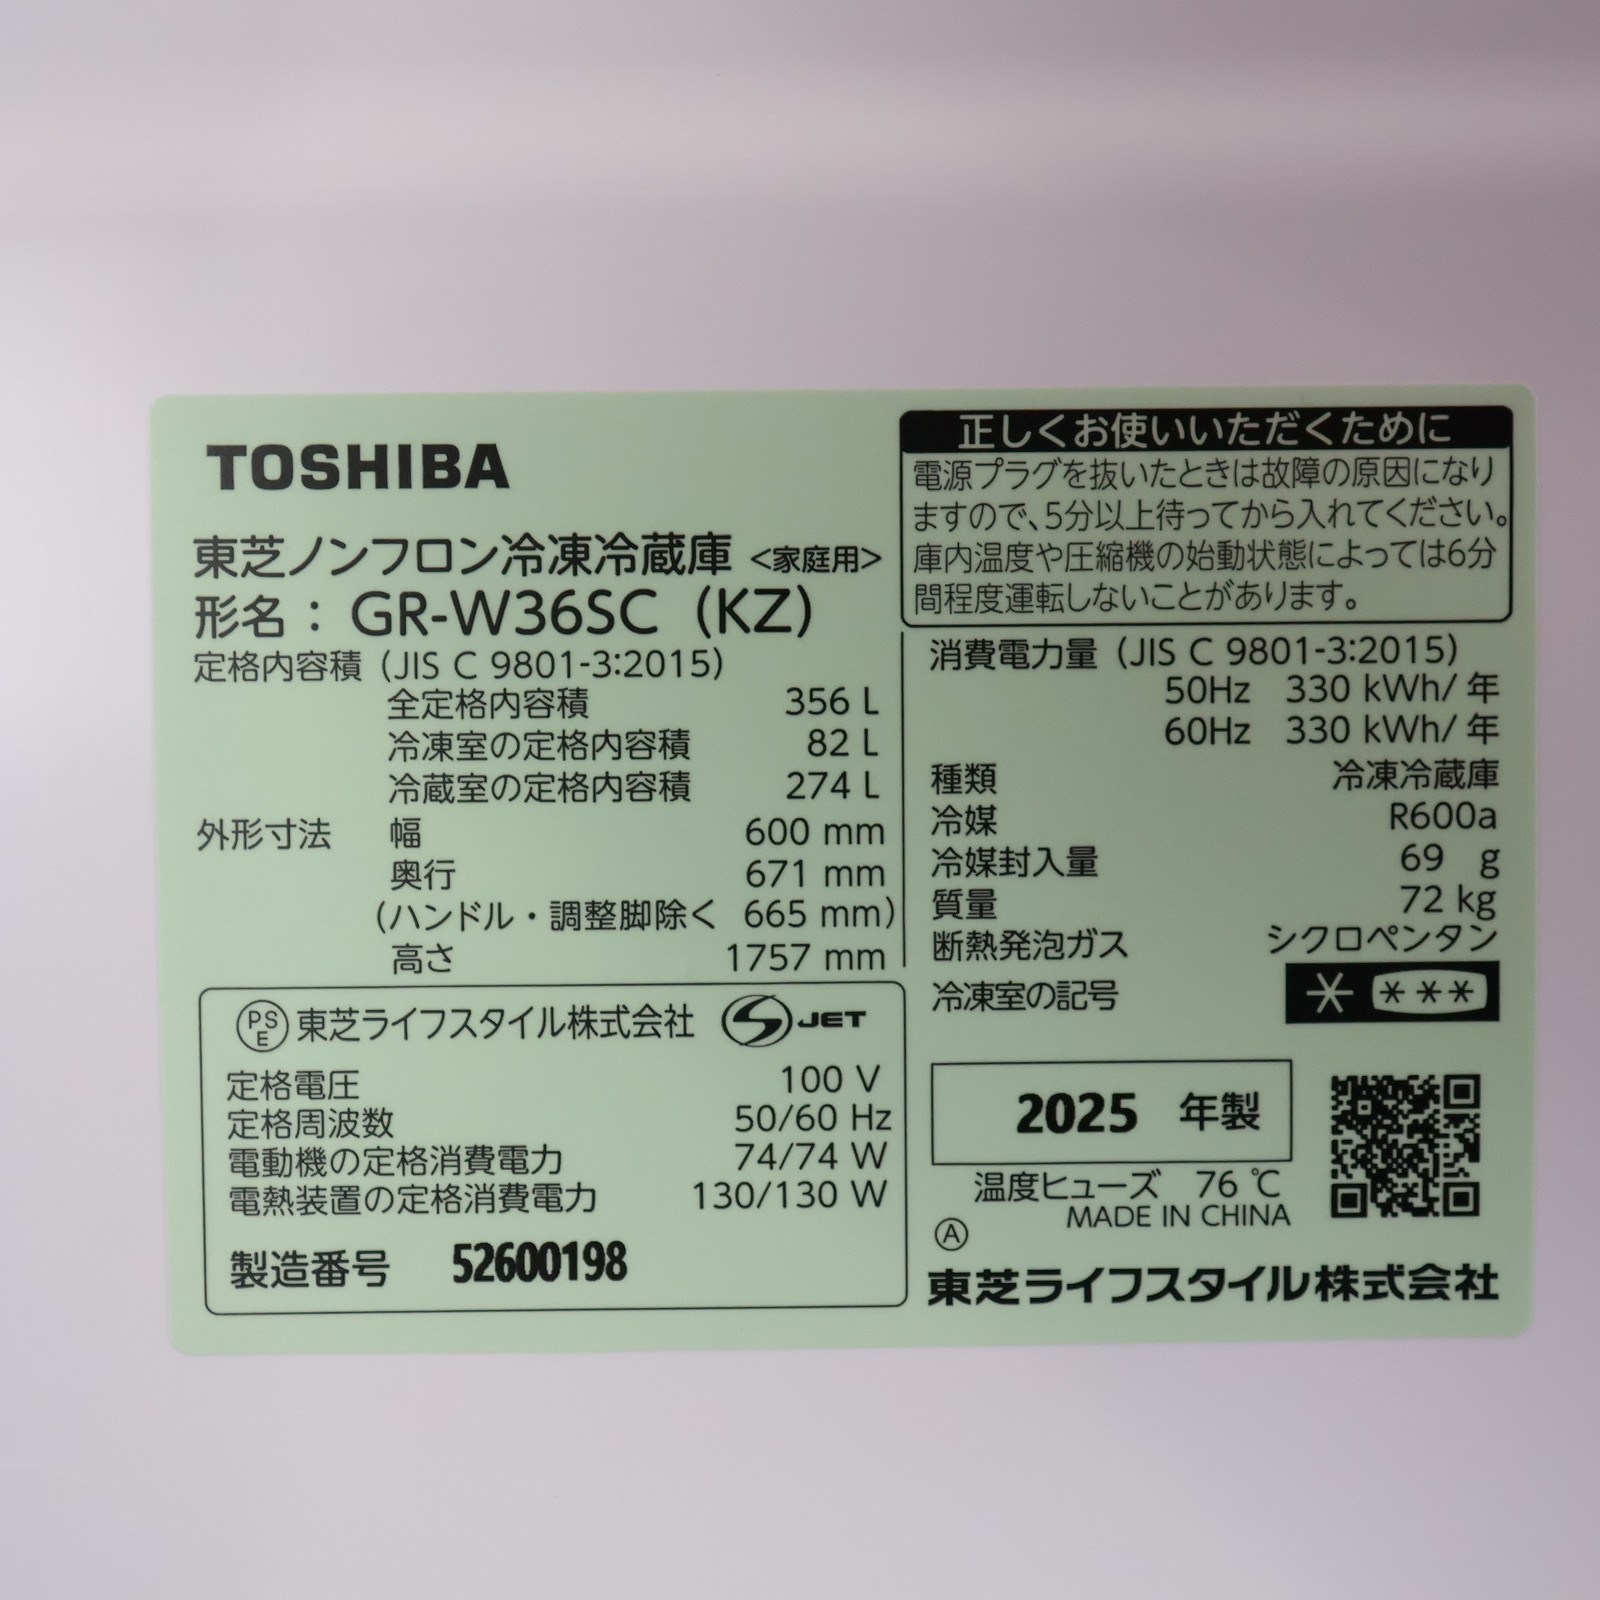 TOSHIBA
東芝ノンフロン冷凍冷蔵庫 <家庭用>
形名： GR-W36SC (KZ)
定格内容積 (JIS C 9801-3:2015)
全定格内容積 356 L
冷凍室の定格内容積 82 L
冷蔵室の定格内容積 274 L
外形寸法 幅 600 mm
奥行 671 mm
(ハンドル・調整脚除く 665 mm)
高さ 1757 mm
PSE 東芝ライフスタイル株式会社 S JET
定格電圧 100 V
定格周波数 50/60 Hz
電動機の定格消費電力 74/74 W
電熱装置の定格消費電力 130/130 W
製造番号 52600198
正しくお使いいただくために
電源プラグを抜いたときは故障の原因になり
ますので、5分以上待ってから入れてください。
庫内温度や圧縮機の始動状態によっては6分
間程度運転しないことがあります。
消費電力量 (JIS C 9801-3:2015)
50Hz 330 kWh/年
60Hz 330 kWh/年
種類 冷凍冷蔵庫
冷媒 R600a
冷媒封入量 69 g
質量 72 kg
断熱発泡ガス シクロペンタン
冷凍室の記号 * ***
2025 年製
温度ヒューズ 76 ℃
MADE IN CHINA
Ⓐ
東芝ライフスタイル株式会社